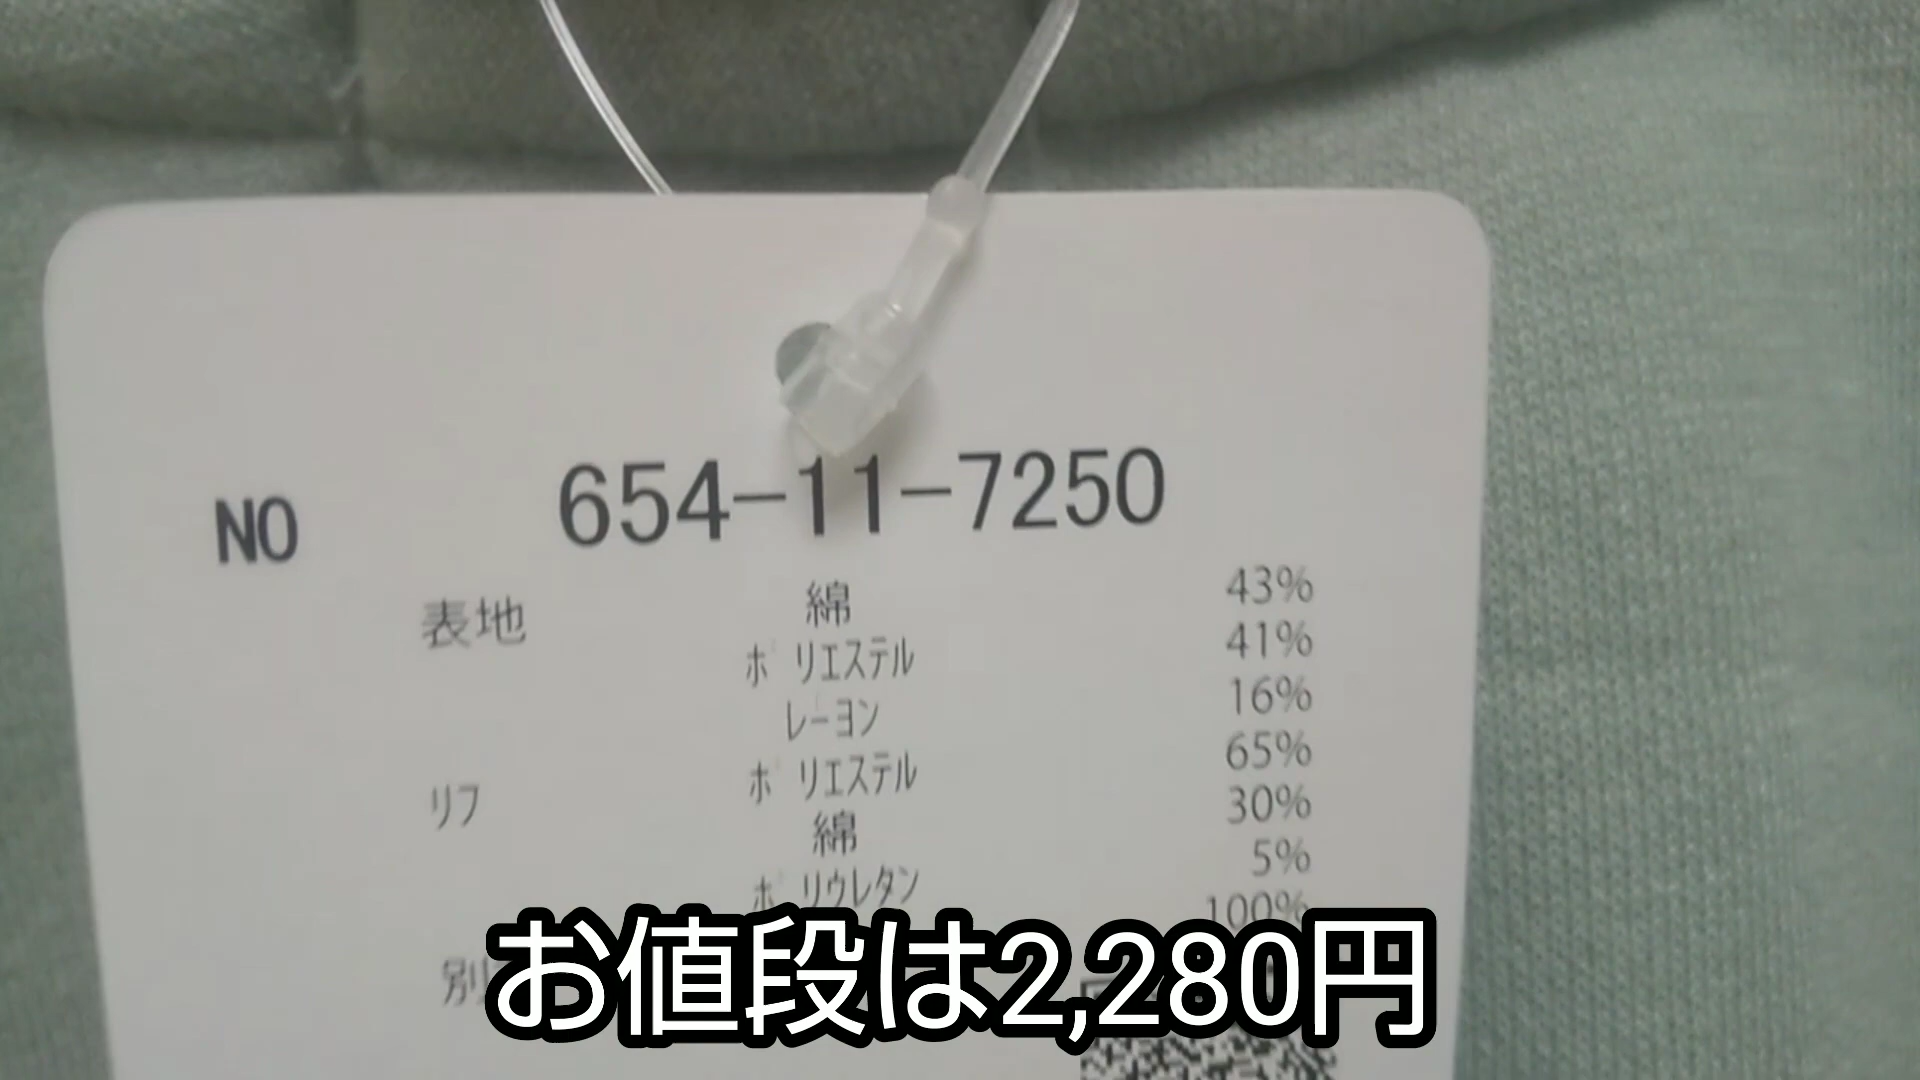 NO 654-11-7250
表地 綿 43%
ポリエステル 41%
レーヨン 16%
リブ ポリエステル 65%
綿 30%
ポリウレタン 5%
100%
別
お値段は2,280円